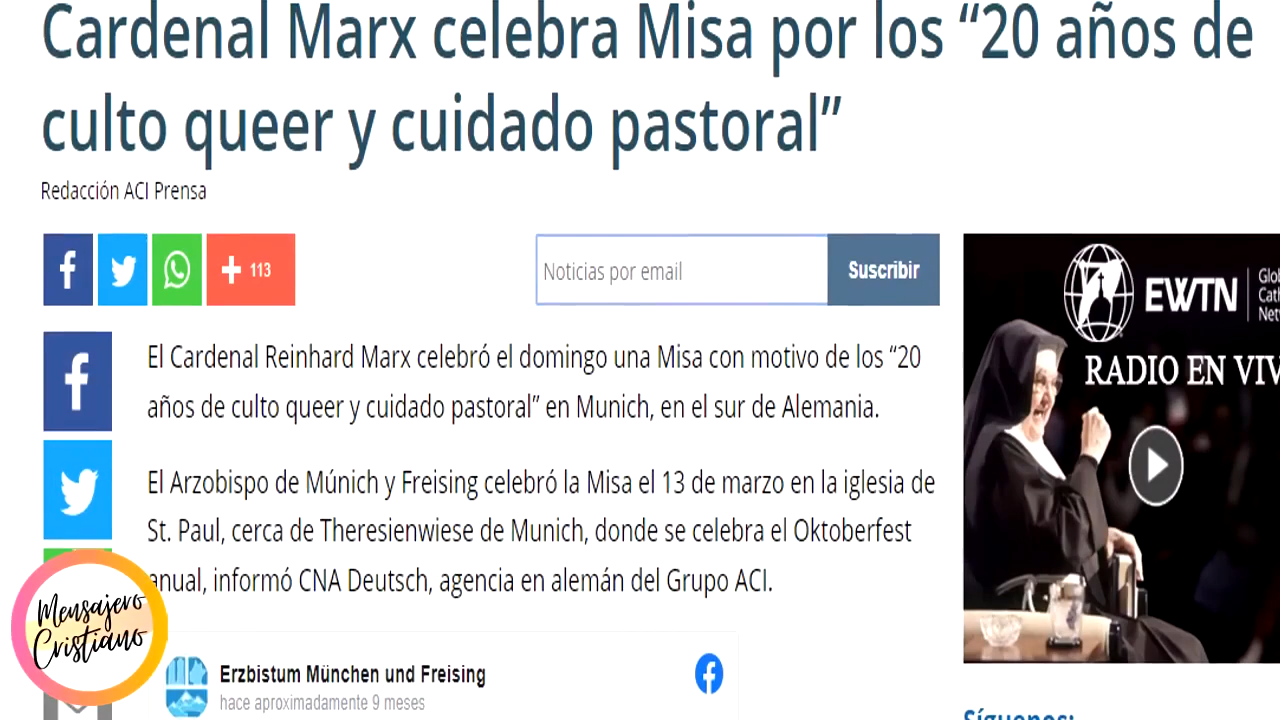 Cardenal Marx celebra Misa por los “20 años de
culto queer y cuidado pastoral”
Redacción ACI Prensa
113
Noticias por email
Suscribir
El Cardenal Reinhard Marx celebró el domingo una Misa con motivo de los “20
años de culto queer y cuidado pastoral” en Munich, en el sur de Alemania.
El Arzobispo de Múnich y Freising celebró la Misa el 13 de marzo en la iglesia de
St. Paul, cerca de Theresienwiese de Munich, donde se celebra el Oktoberfest
anual, informó CNA Deutsch, agencia en alemán del Grupo ACI.
Erzbistum München und Freising
hace aproximadamente 9 meses
EWTN
RADIO EN VIV
Mensajero
Cristiano
Síguenos: